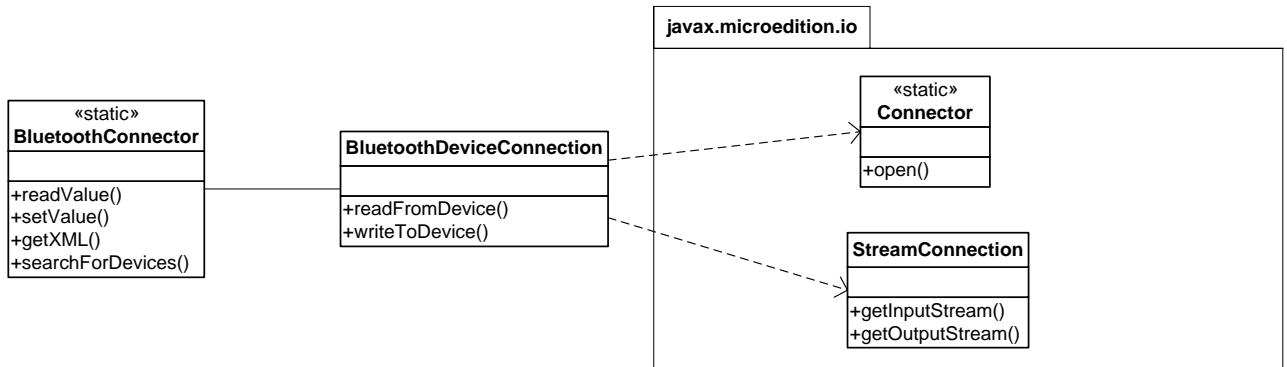 javax.microedition.io
«static»
BluetoothConnector
+readValue()
+setValue()
+getXML()
+searchForDevices()
BluetoothDeviceConnection
+readFromDevice()
+writeToDevice()
«static»
Connector
+open()
StreamConnection
+getInputStream()
+getOutputStream()